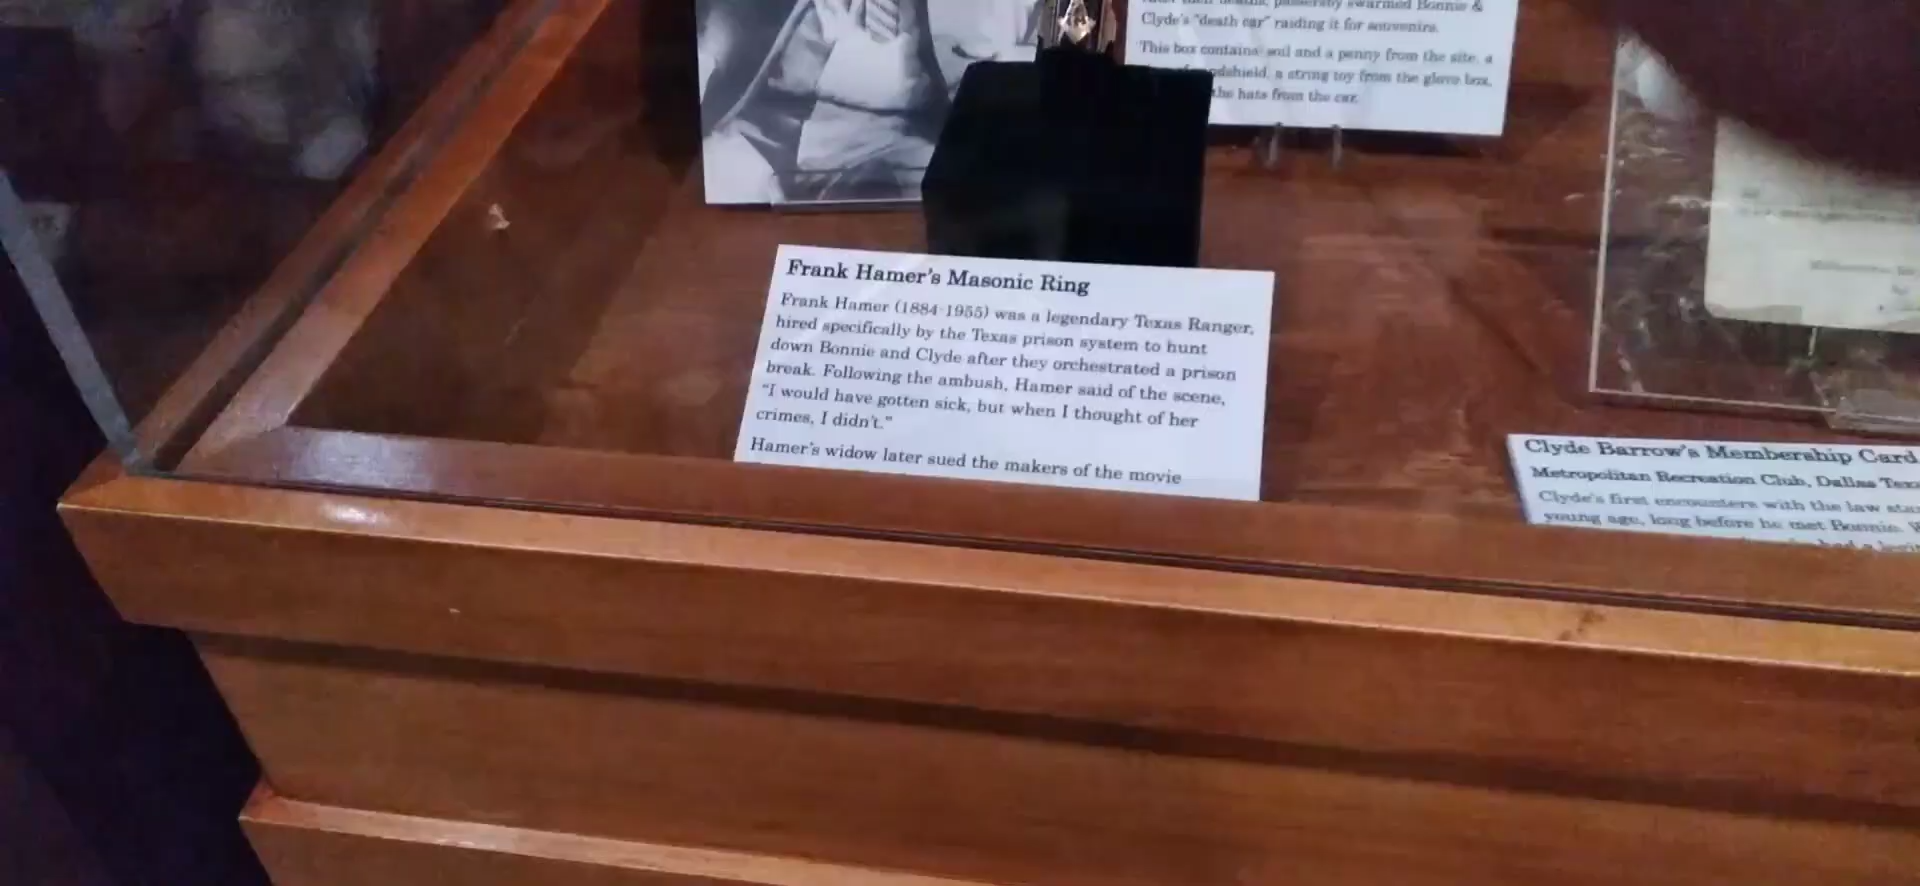 Clyde's "death car" raiding it for souvenirs.
This box contains soil and a penny from the site, a
a string toy from the glove box,
the hats from the car.
Frank Hamer's Masonic Ring
Frank Hamer (1884-1955) was a legendary Texas Ranger,
hired specifically by the Texas prison system to hunt
down Bonnie and Clyde after they orchestrated a prison
break. Following the ambush, Hamer said of the scene,
"I would have gotten sick, but when I thought of her
crimes, I didn't."
Hamer's widow later sued the makers of the movie
Clyde Barrow's Membership Card
Metropolitan Recreation Club, Dallas
Clyde's first encounters with the law
young age, long before he met Bonnie.